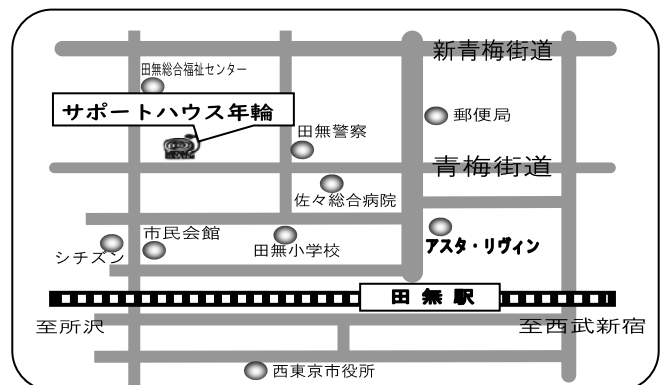 新青梅街道
田無総合福祉センター
サポートハウス年輪
郵便局
田無警察
青梅街道
佐々総合病院
市民会館
田無小学校
アスタ・リヴィン
シチズン
田無駅
至所沢
至西武新宿
西東京市役所